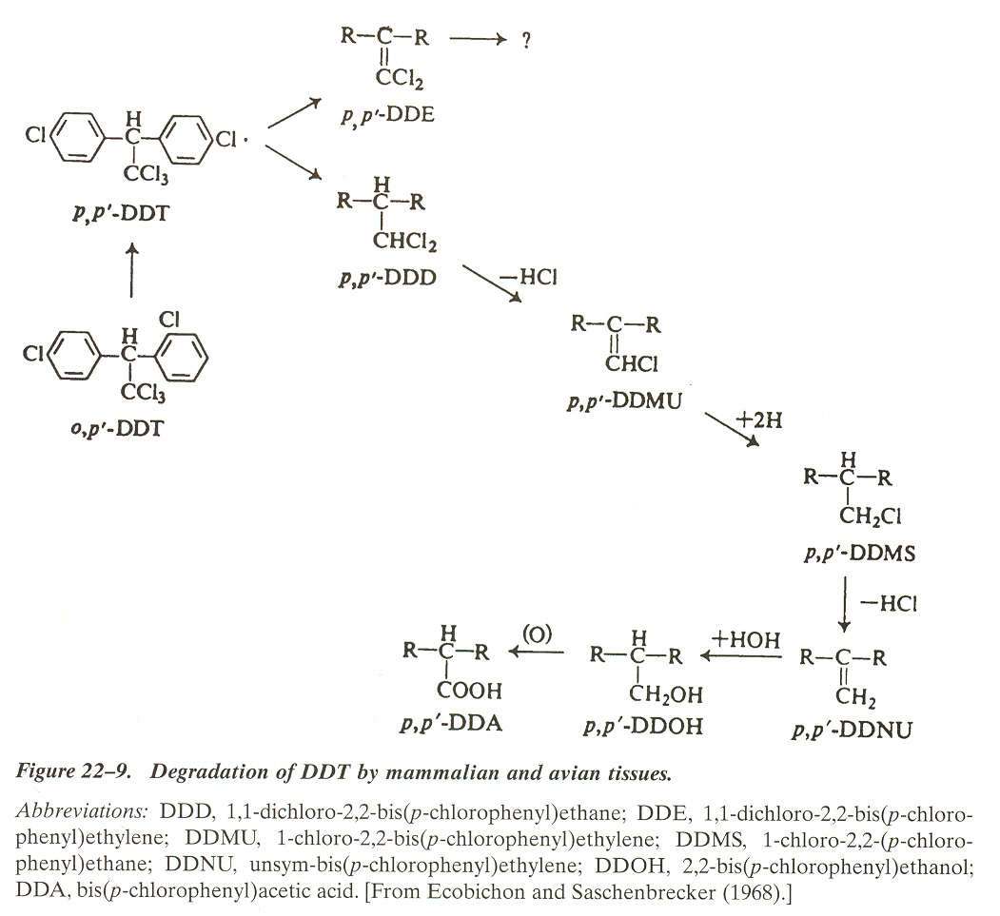 R—C—R → ?
||
CCl2
p,p'-DDE
Cl H Cl ·
C
CCl3
p,p'-DDT
H
R—C—R
|
CHCl2
p,p'-DDD
—HCl
R—C—R
||
CHCl
p,p'-DDMU
+2H
Cl
Cl H
C
CCl3
o,p'-DDT
H
R—C—R
|
CH2Cl
p,p'-DDMS
—HCl
H
R—C—R
|
COOH
p,p'-DDA
(O)
H
R—C—R
|
CH2OH
p,p'-DDOH
+HOH
R—C—R
||
CH2
p,p'-DDNU
Figure 22–9. Degradation of DDT by mammalian and avian tissues.
Abbreviations: DDD, 1,1-dichloro-2,2-bis(p-chlorophenyl)ethane; DDE, 1,1-dichloro-2,2-bis(p-chloro-
phenyl)ethylene; DDMU, 1-chloro-2,2-bis(p-chlorophenyl)ethylene; DDMS, 1-chloro-2,2-(p-chloro-
phenyl)ethane; DDNU, unsym-bis(p-chlorophenyl)ethylene; DDOH, 2,2-bis(p-chlorophenyl)ethanol;
DDA, bis(p-chlorophenyl)acetic acid. [From Ecobichon and Saschenbrecker (1968).]